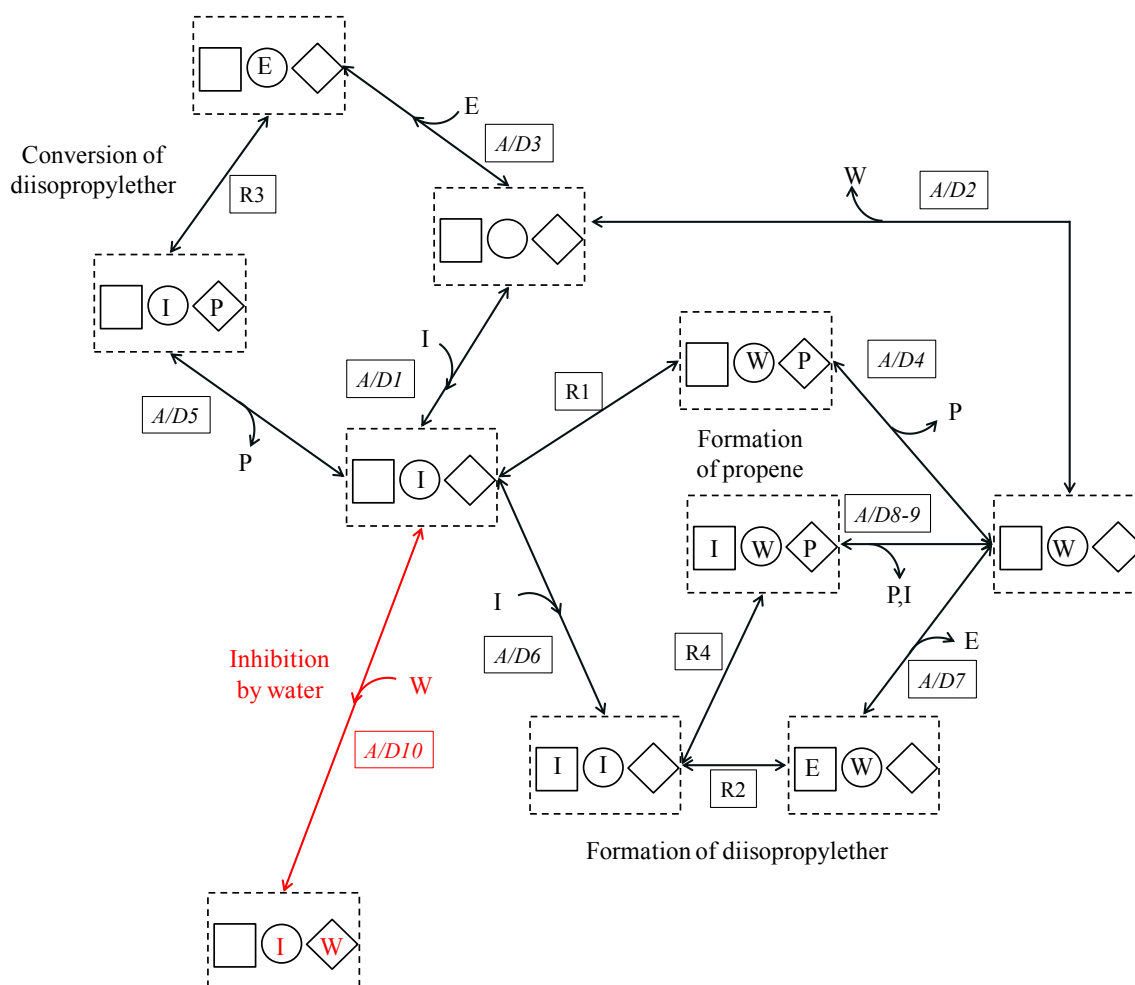 E
E
A/D3
Conversion of
diisopropylether
R3
W
A/D2
I P
I
A/D1
R1
W P
A/D4
A/D5
P
P
Formation
of propene
I
I W P
A/D8-9
W
P,I
I
A/D6
R4
E
A/D7
Inhibition
by water
W
A/D10
I I
R2
E W
Formation of diisopropylether
I W